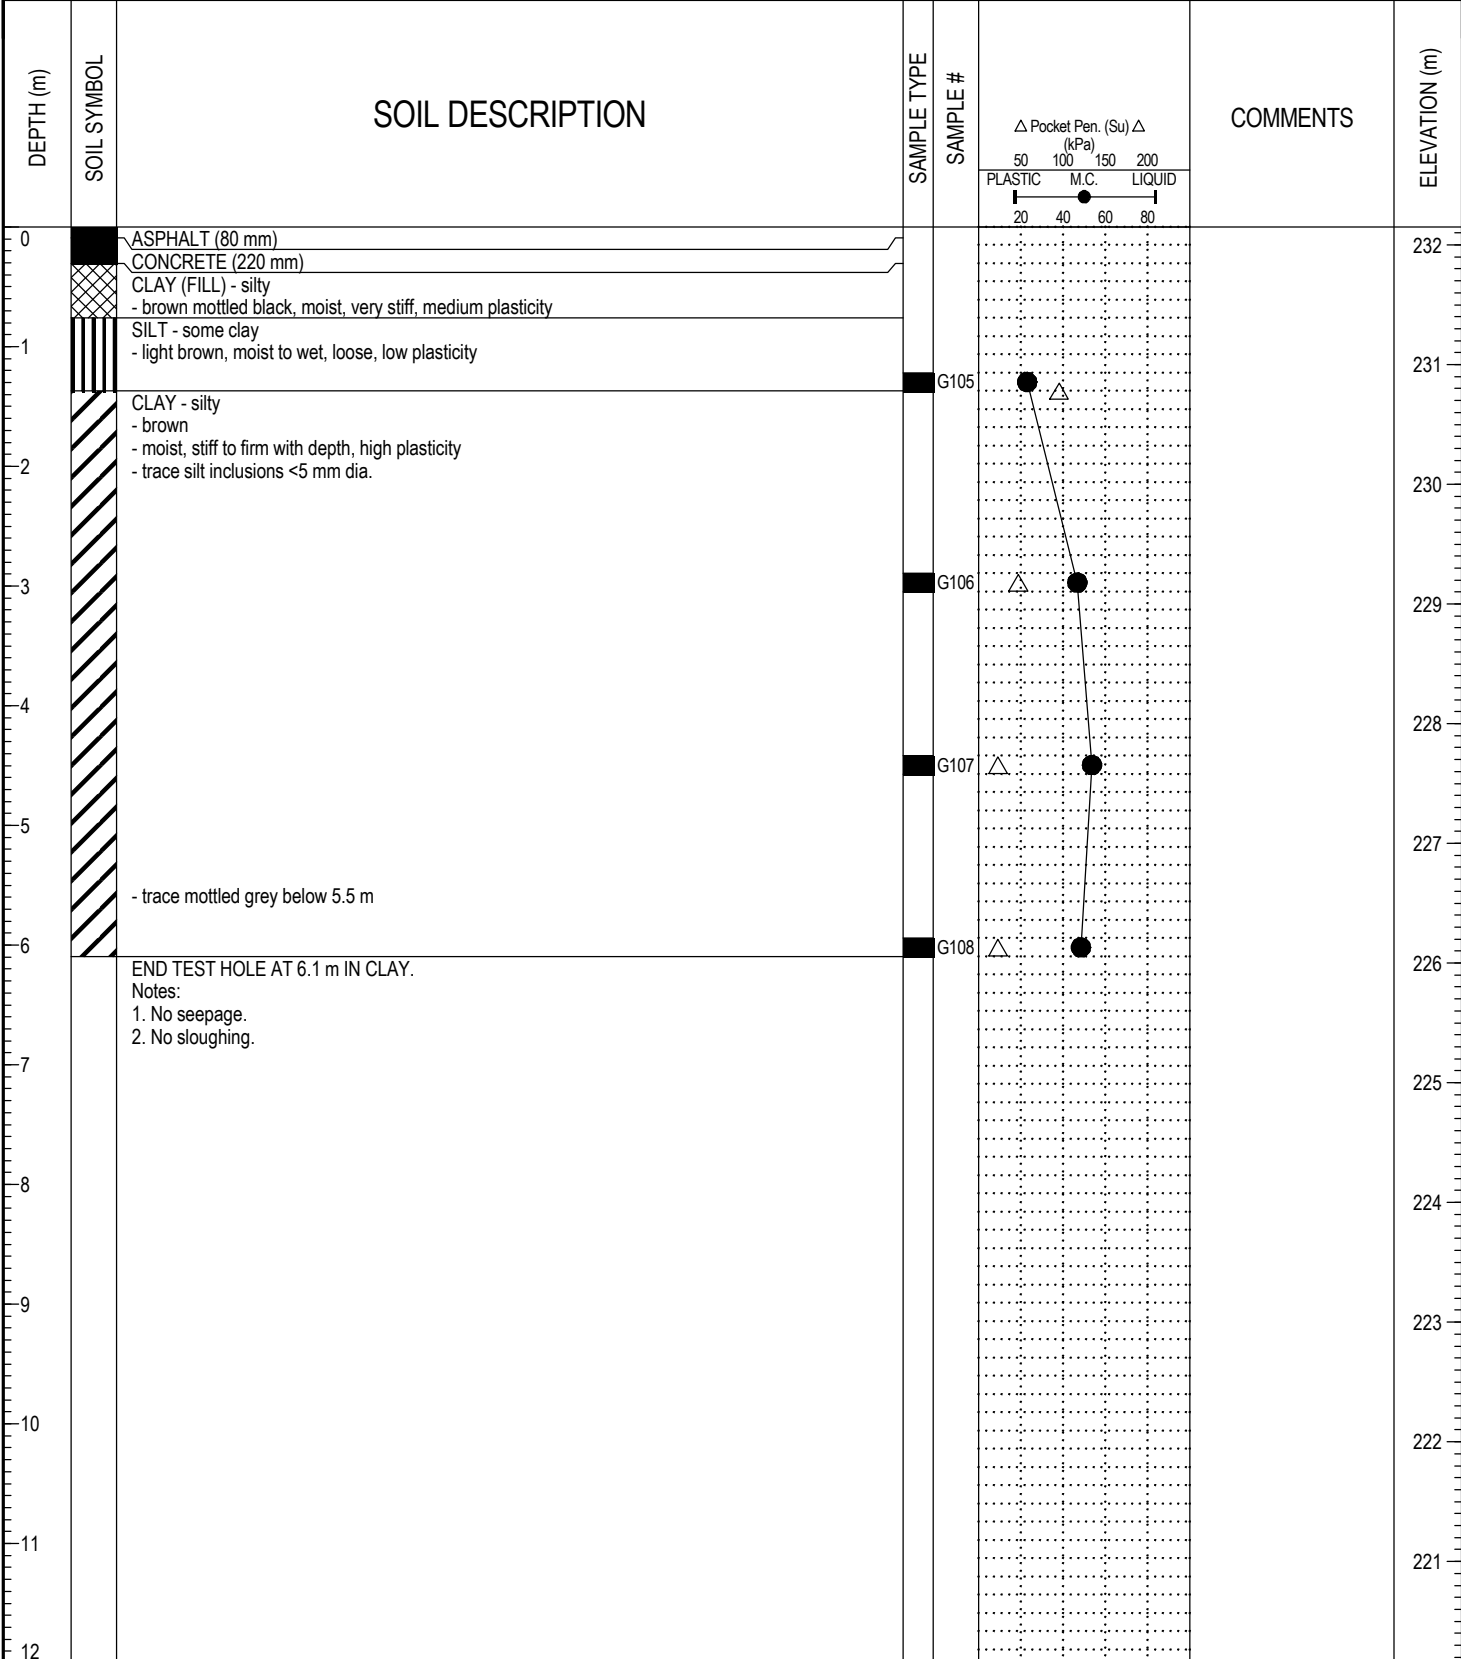 DEPTH (m)
SOIL SYMBOL
SOIL DESCRIPTION
SAMPLE TYPE
SAMPLE #
△ Pocket Pen. (Su) △
(kPa)
50 100 150 200
PLASTIC M.C. LIQUID
20 40 60 80
COMMENTS
ELEVATION (m)
0
ASPHALT (80 mm)
232
CONCRETE (220 mm)
CLAY (FILL) - silty
- brown mottled black, moist, very stiff, medium plasticity
SILT - some clay
1
- light brown, moist to wet, loose, low plasticity
231
G105
CLAY - silty
- brown
- moist, stiff to firm with depth, high plasticity
2
- trace silt inclusions <5 mm dia.
230
3
G106
229
4
228
G107
5
227
- trace mottled grey below 5.5 m
6
G108
226
END TEST HOLE AT 6.1 m IN CLAY.
Notes:
1. No seepage.
2. No sloughing.
7
225
8
224
9
223
10
222
11
221
12